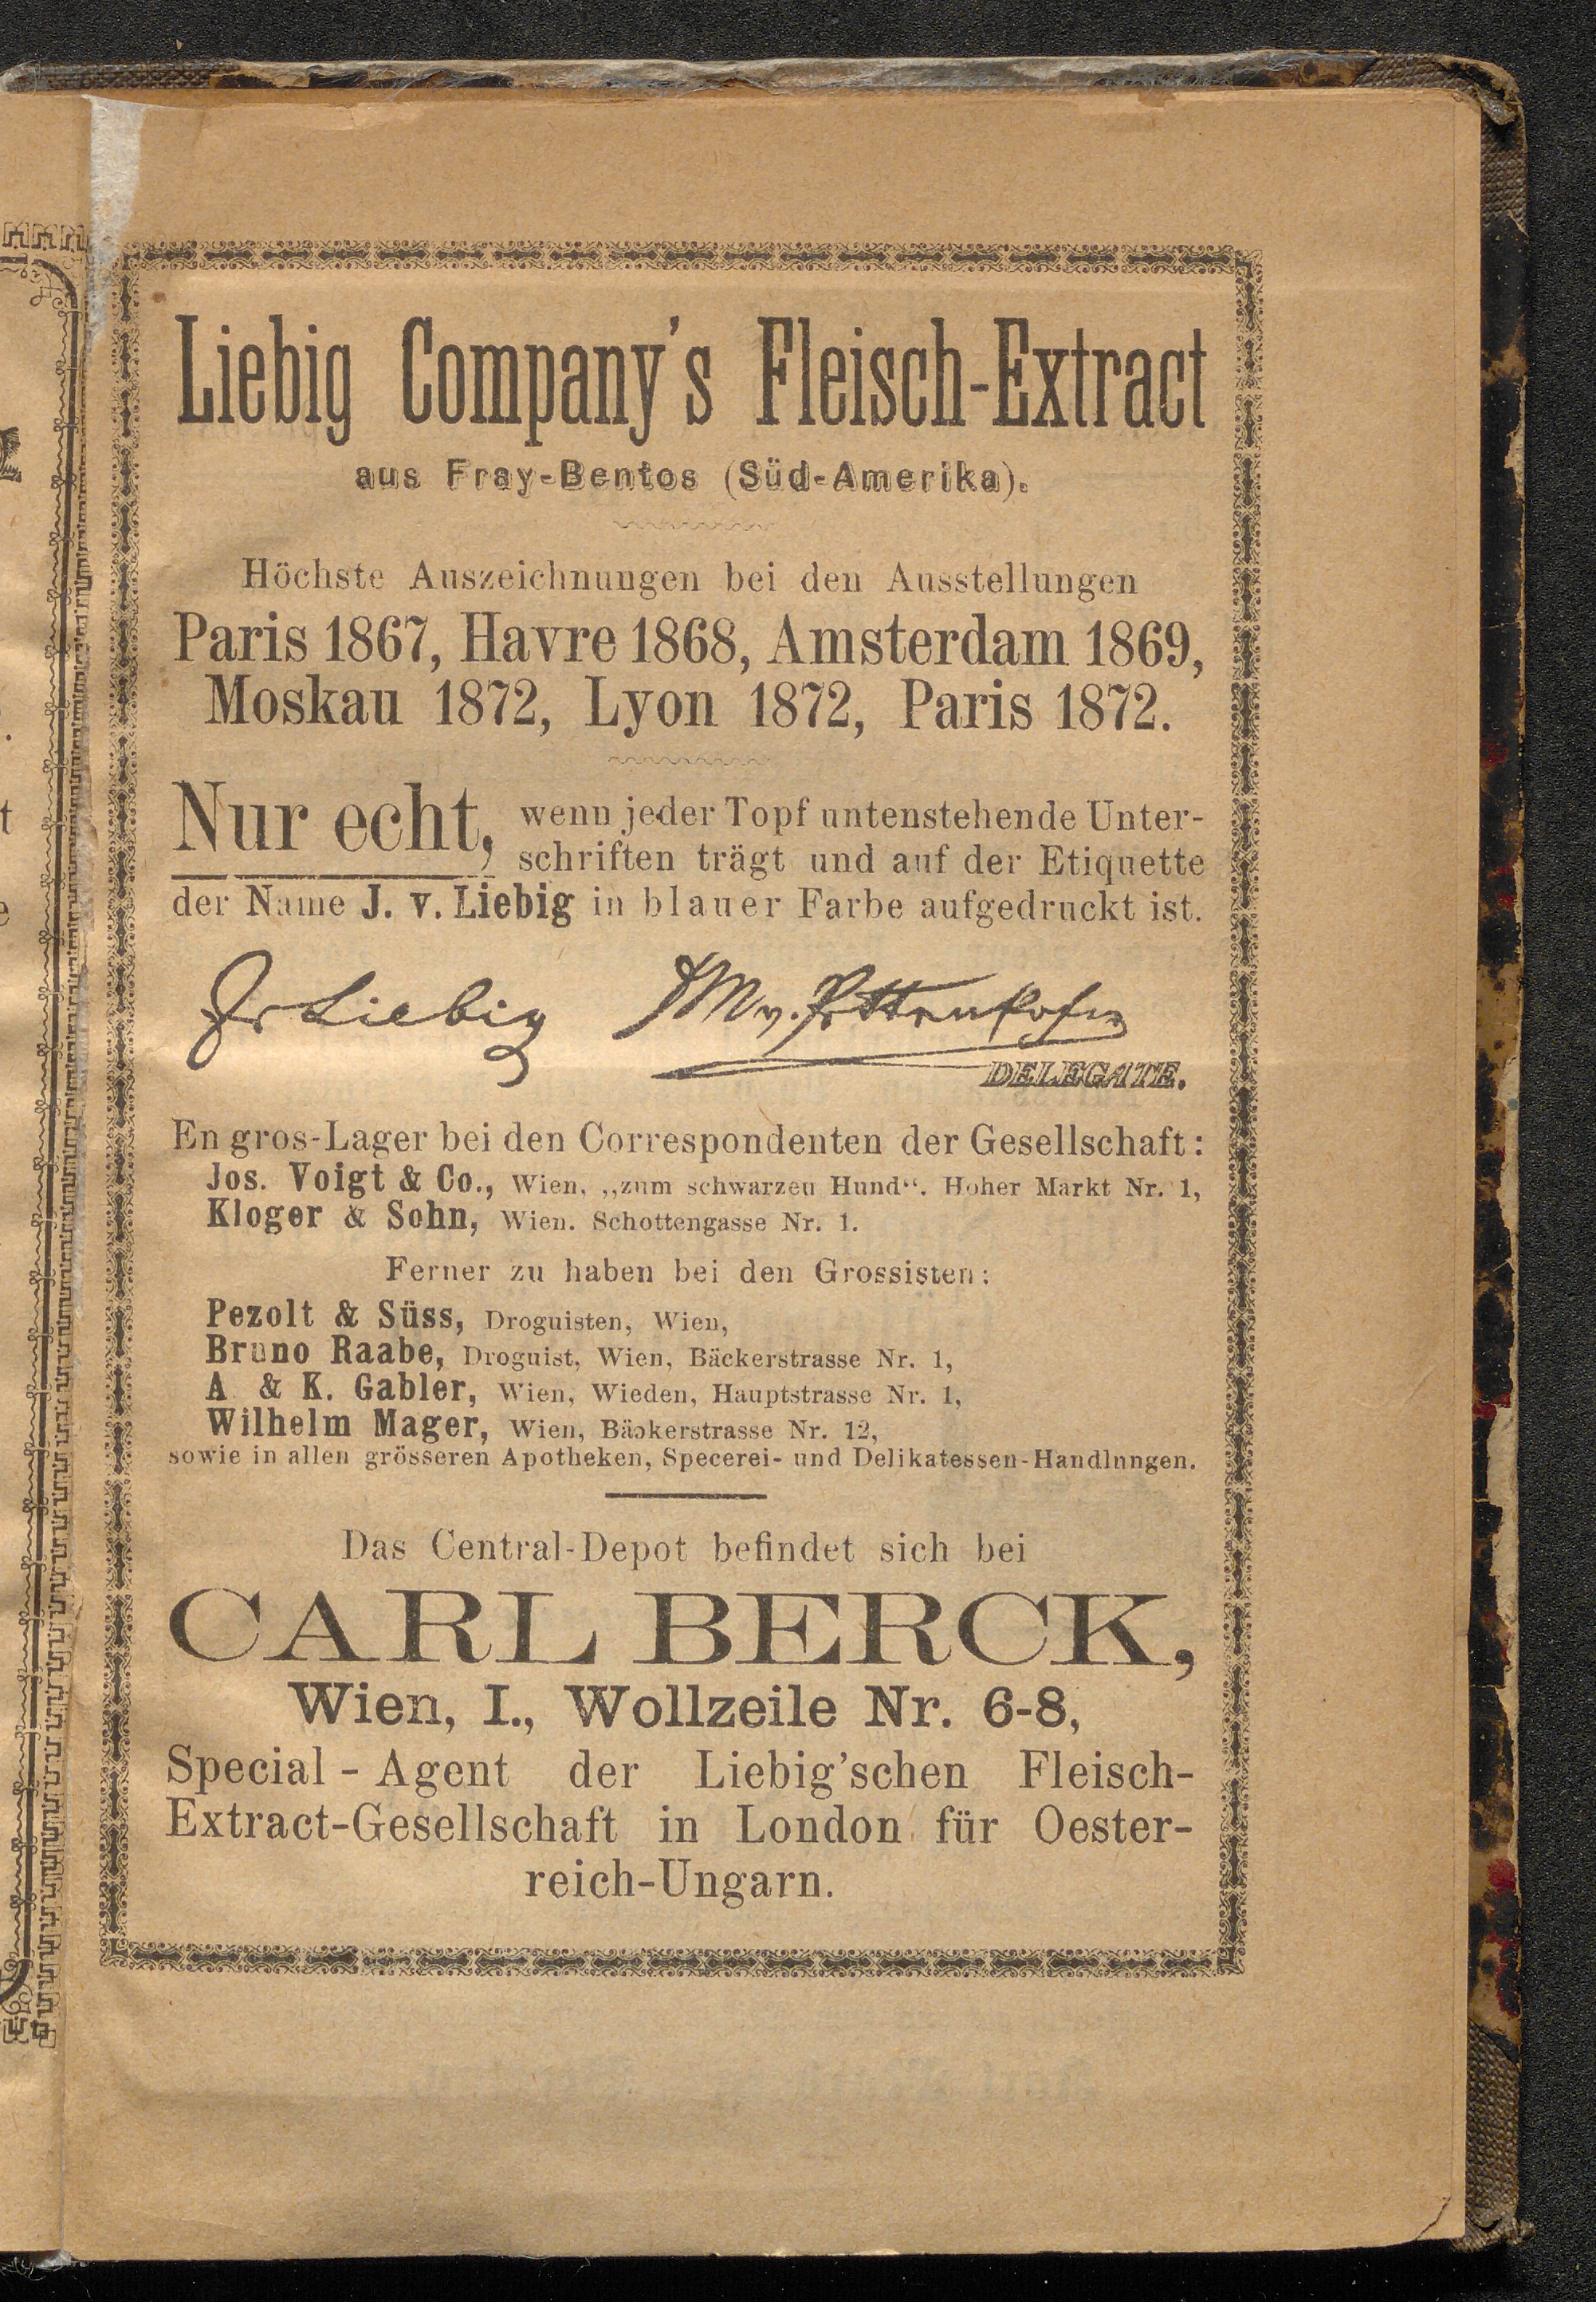 Liebig Company's Fleisch-Extract
aus Fray-Bentos (Süd-Amerika).
Höchste Auszeichnungen bei den Ausstellungen
Paris 1867, Havre 1868, Amsterdam 1869,
Moskau 1872, Lyon 1872, Paris 1872.
Nur echt, wenn jeder Topf untenstehende Unter-
schriften trägt und auf der Etiquette
der Name J. v. Liebig in blauer Farbe aufgedruckt ist.
Liebig M v. Pettenkofer
DELEGATE.
En gros-Lager bei den Correspondenten der Gesellschaft:
Jos. Voigt & Co., Wien, „zum schwarzen Hund“. Hoher Markt Nr. 1,
Kloger & Sohn, Wien. Schottengasse Nr. 1.
Ferner zu haben bei den Grossisten:
Pezolt & Süss, Droguisten, Wien,
Bruno Raabe, Droguist, Wien, Bäckerstrasse Nr. 1,
A & K. Gabler, Wien, Wieden, Hauptstrasse Nr. 1,
Wilhelm Mager, Wien, Bäckerstrasse Nr. 12,
sowie in allen grösseren Apotheken, Specerei- und Delikatessen-Handlungen.
Das Central-Depot befindet sich bei
CARL BERCK,
Wien, I., Wollzeile Nr. 6-8,
Special-Agent der Liebig'schen Fleisch-
Extract-Gesellschaft in London für Oester-
reich-Ungarn.